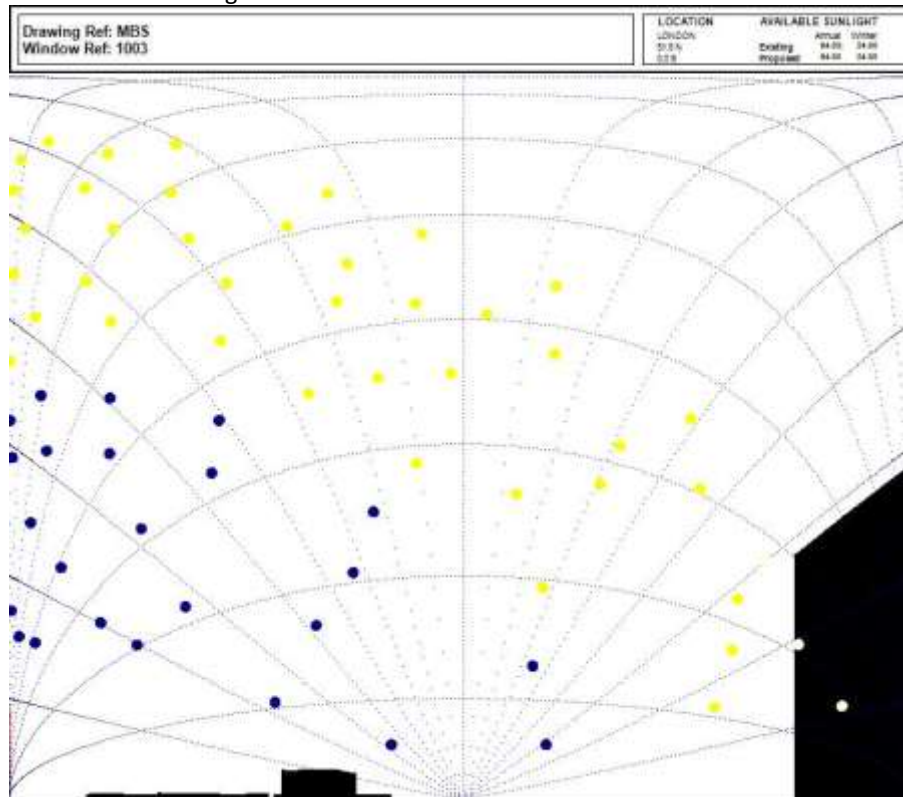 Drawing Ref: MBS
Window Ref: 1003
LOCATION
LONDON
AVAILABLE SUNLIGHT
Annual Winter
Existing
Proposed